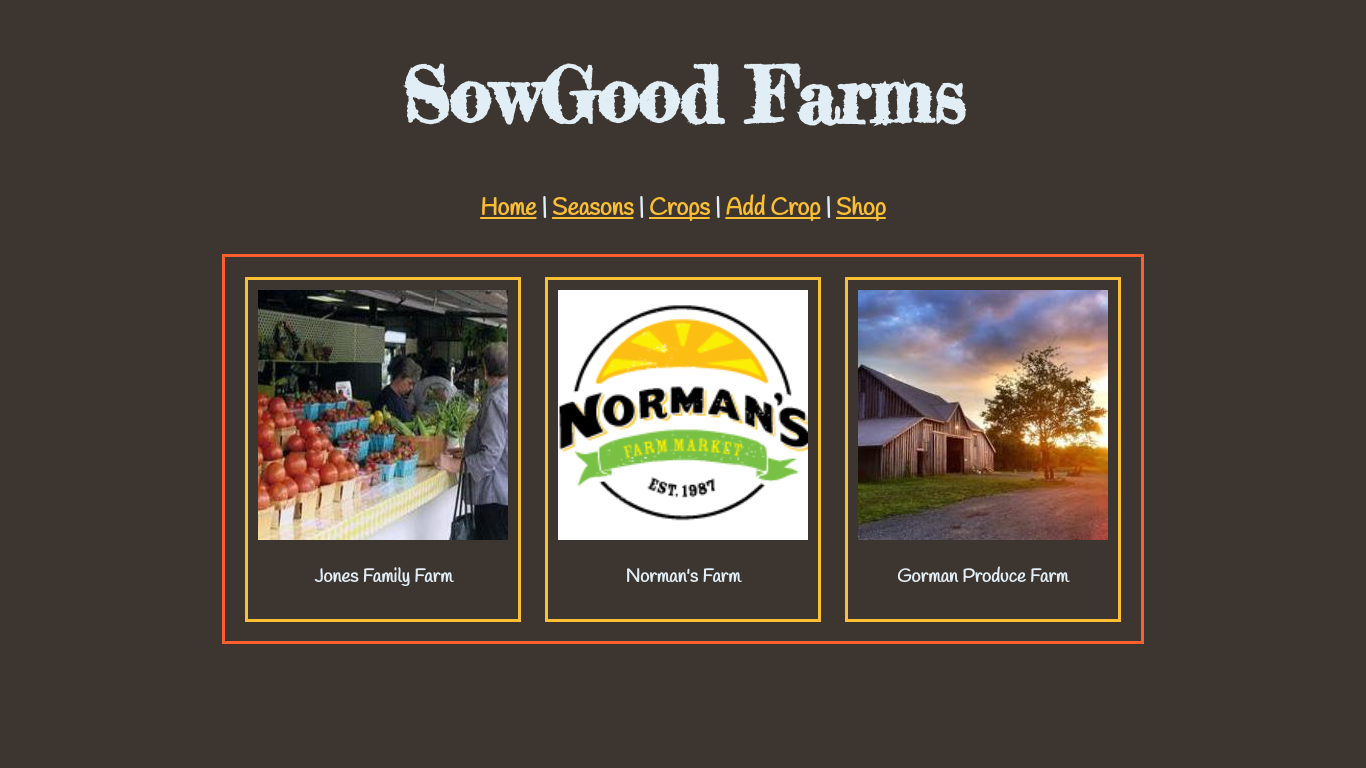 SowGood Farms
Home | Seasons | Crops | Add Crop | Shop
NORMAN'S
FARM MARKET
EST. 1987
Jones Family Farm
Norman's Farm
Gorman Produce Farm